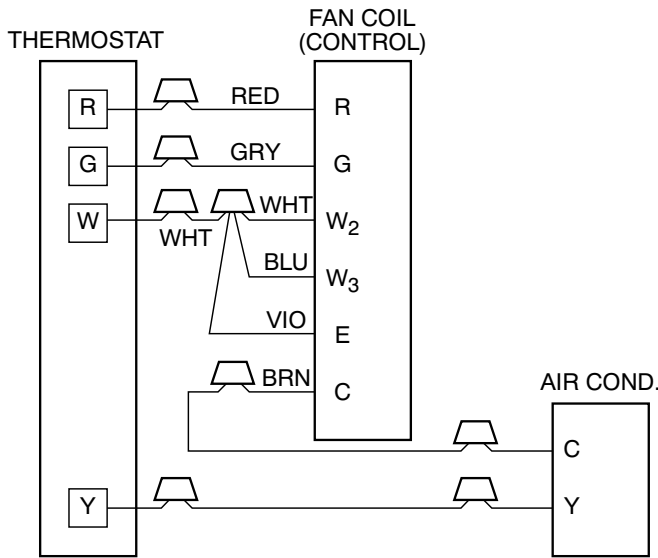 FAN COIL
(CONTROL)
THERMOSTAT
R
RED
R
G
GRY
G
W
WHT
WHT
W2
BLU
W3
VIO
E
BRN
C
AIR COND.
C
Y
Y